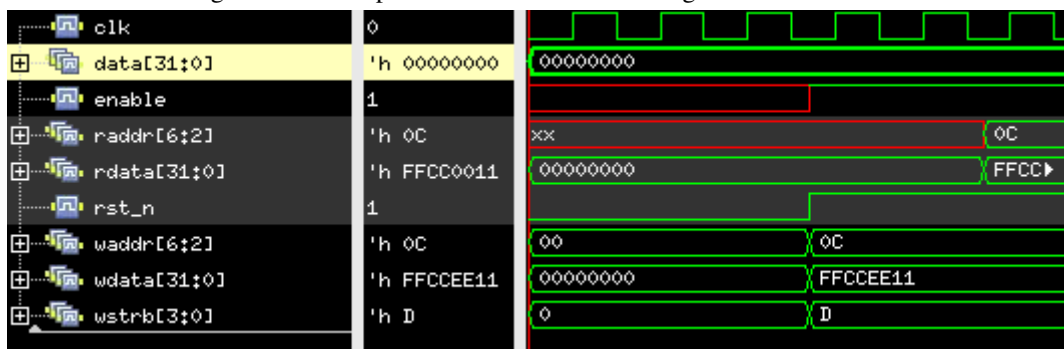 clk 0
data[31:0] 'h 00000000 00000000
enable 1
raddr[6:2] 'h 0C xx 0C
rdata[31:0] 'h FFCC0011 00000000 FFCC
rst_n 1
waddr[6:2] 'h 0C 00 0C
wdata[31:0] 'h FFCCEE11 00000000 FFCCEE11
wstrb[3:0] 'h D 0 D